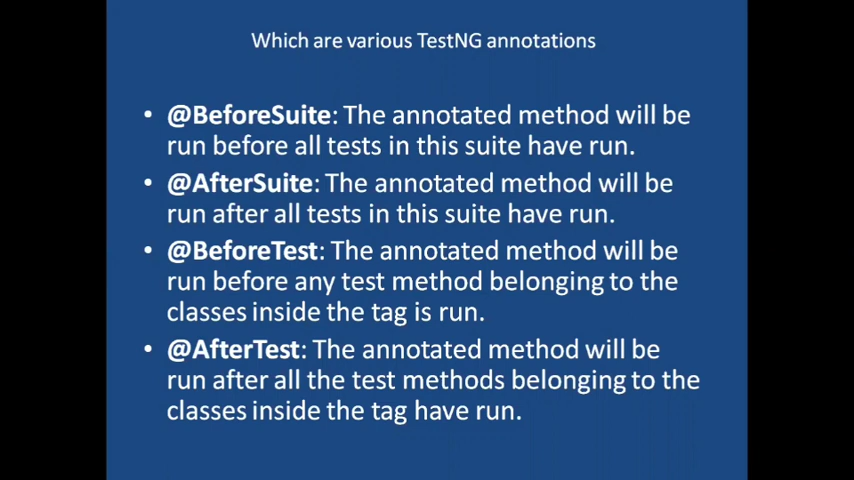 Which are various TestNG annotations
• @BeforeSuite: The annotated method will be
run before all tests in this suite have run.
• @AfterSuite: The annotated method will be
run after all tests in this suite have run.
• @BeforeTest: The annotated method will be
run before any test method belonging to the
classes inside the tag is run.
• @AfterTest: The annotated method will be
run after all the test methods belonging to the
classes inside the tag have run.